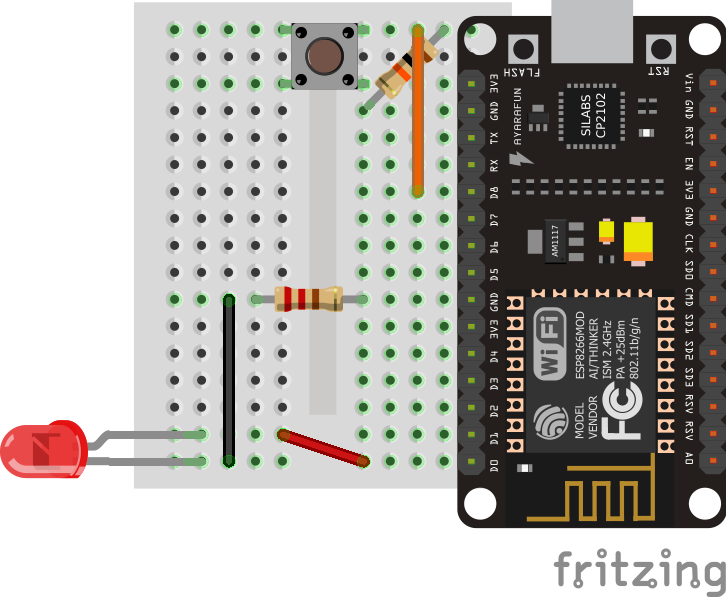 FLASH
RST
3V3
GND
TX
RX
D8
D7
D6
D5
GND
3V3
D4
D3
D2
D1
D0
AYARAFUN
SILABS
CP2102
AM1117
Vin
GND
RST
EN
3V3
GND
CLK
SD0
CMD
SD1
SD2
SD3
RSV
RSV
A0
WiFi
ESP8266MOD
AI/THINKER
ISM 2.4GHz
PA +25dBm
802.11b/g/n
MODEL
VENDOR
FC
fritzing